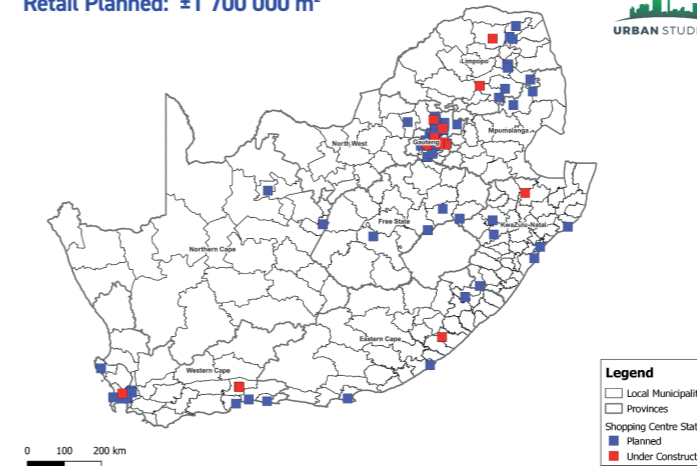 Retail Planned: ±1 700 000 m²
URBAN STUD
Limpopo
Mpumalanga
North West
Gauteng
Free State
KwaZulu-Natal
Northern Cape
Eastern Cape
Western Cape
Legend
Local Municipalit
Provinces
Shopping Centre Stat
Planned
Under Construct
0 100 200 km